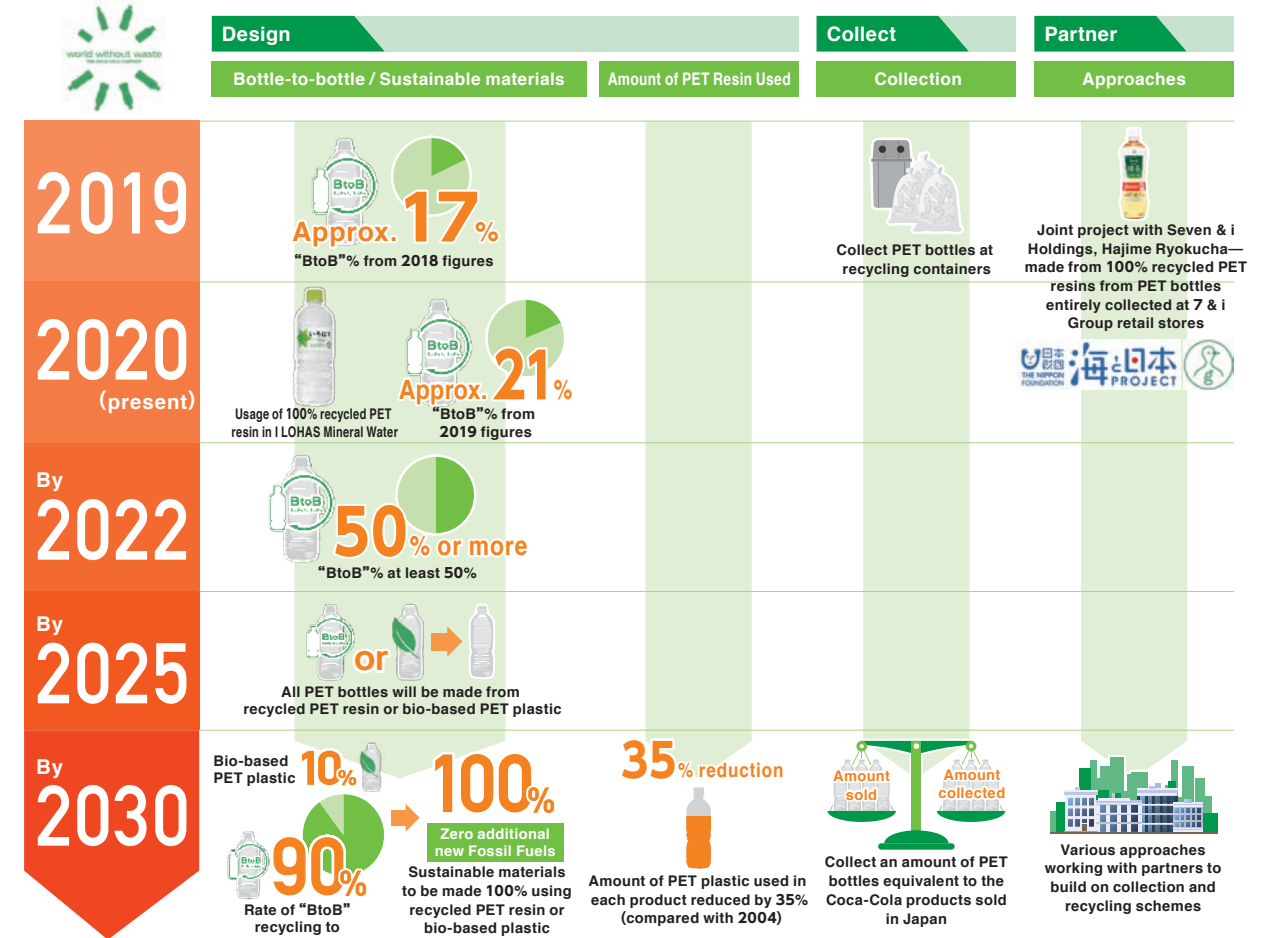 world without waste
THE COCA-COLA COMPANY
Design
Collect
Partner
Bottle-to-bottle / Sustainable materials
Amount of PET Resin Used
Collection
Approaches
2019
BtoB
Approx. 17%
“BtoB”% from 2018 figures
Collect PET bottles at
recycling containers
Joint project with Seven & i
Holdings, Hajime Ryokucha—
made from 100% recycled PET
resins from PET bottles
entirely collected at 7 & i
Group retail stores
2020
(present)
いろはす
Usage of 100% recycled PET
resin in I LOHAS Mineral Water
BtoB
Approx. 21%
“BtoB”% from
2019 figures
日本
財団
THE NIPPON
FOUNDATION
海と日本
PROJECT
g
By
2022
BtoB
50% or more
“BtoB”% at least 50%
By
2025
BtoB
or
All PET bottles will be made from
recycled PET resin or bio-based PET plastic
By
2030
Bio-based
PET plastic
10%
BtoB
90%
Rate of “BtoB”
recycling to
100%
Zero additional
new Fossil Fuels
Sustainable materials
to be made 100% using
recycled PET resin or
bio-based plastic
35% reduction
Amount of PET plastic used in
each product reduced by 35%
(compared with 2004)
Amount
sold
Amount
collected
Collect an amount of PET
bottles equivalent to the
Coca-Cola products sold
in Japan
Various approaches
working with partners to
build on collection and
recycling schemes